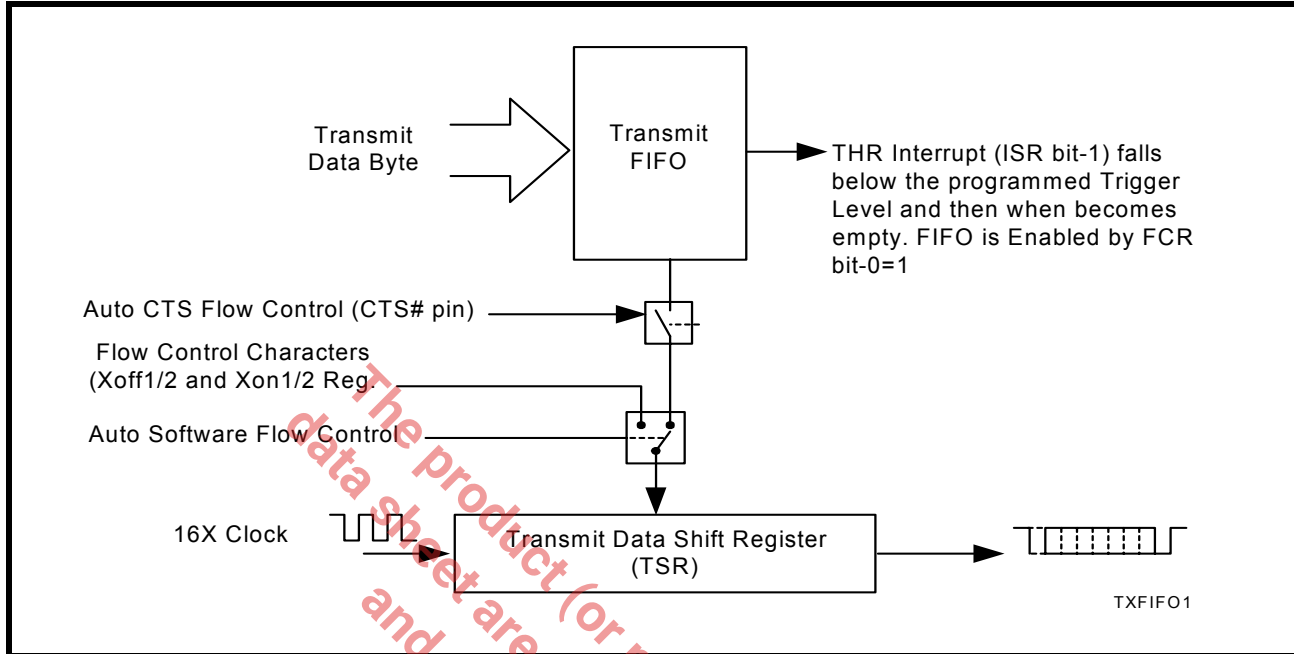 Transmit
Data Byte
Transmit
FIFO
THR Interrupt (ISR bit-1) falls
below the programmed Trigger
Level and then when becomes
empty. FIFO is Enabled by FCR
bit-0=1
Auto CTS Flow Control (CTS# pin)
Flow Control Characters
(Xoff1/2 and Xon1/2 Reg.
Auto Software Flow Control
16X Clock
Transmit Data Shift Register
(TSR)
TXFIFO1
The product (or
data sheet are
and